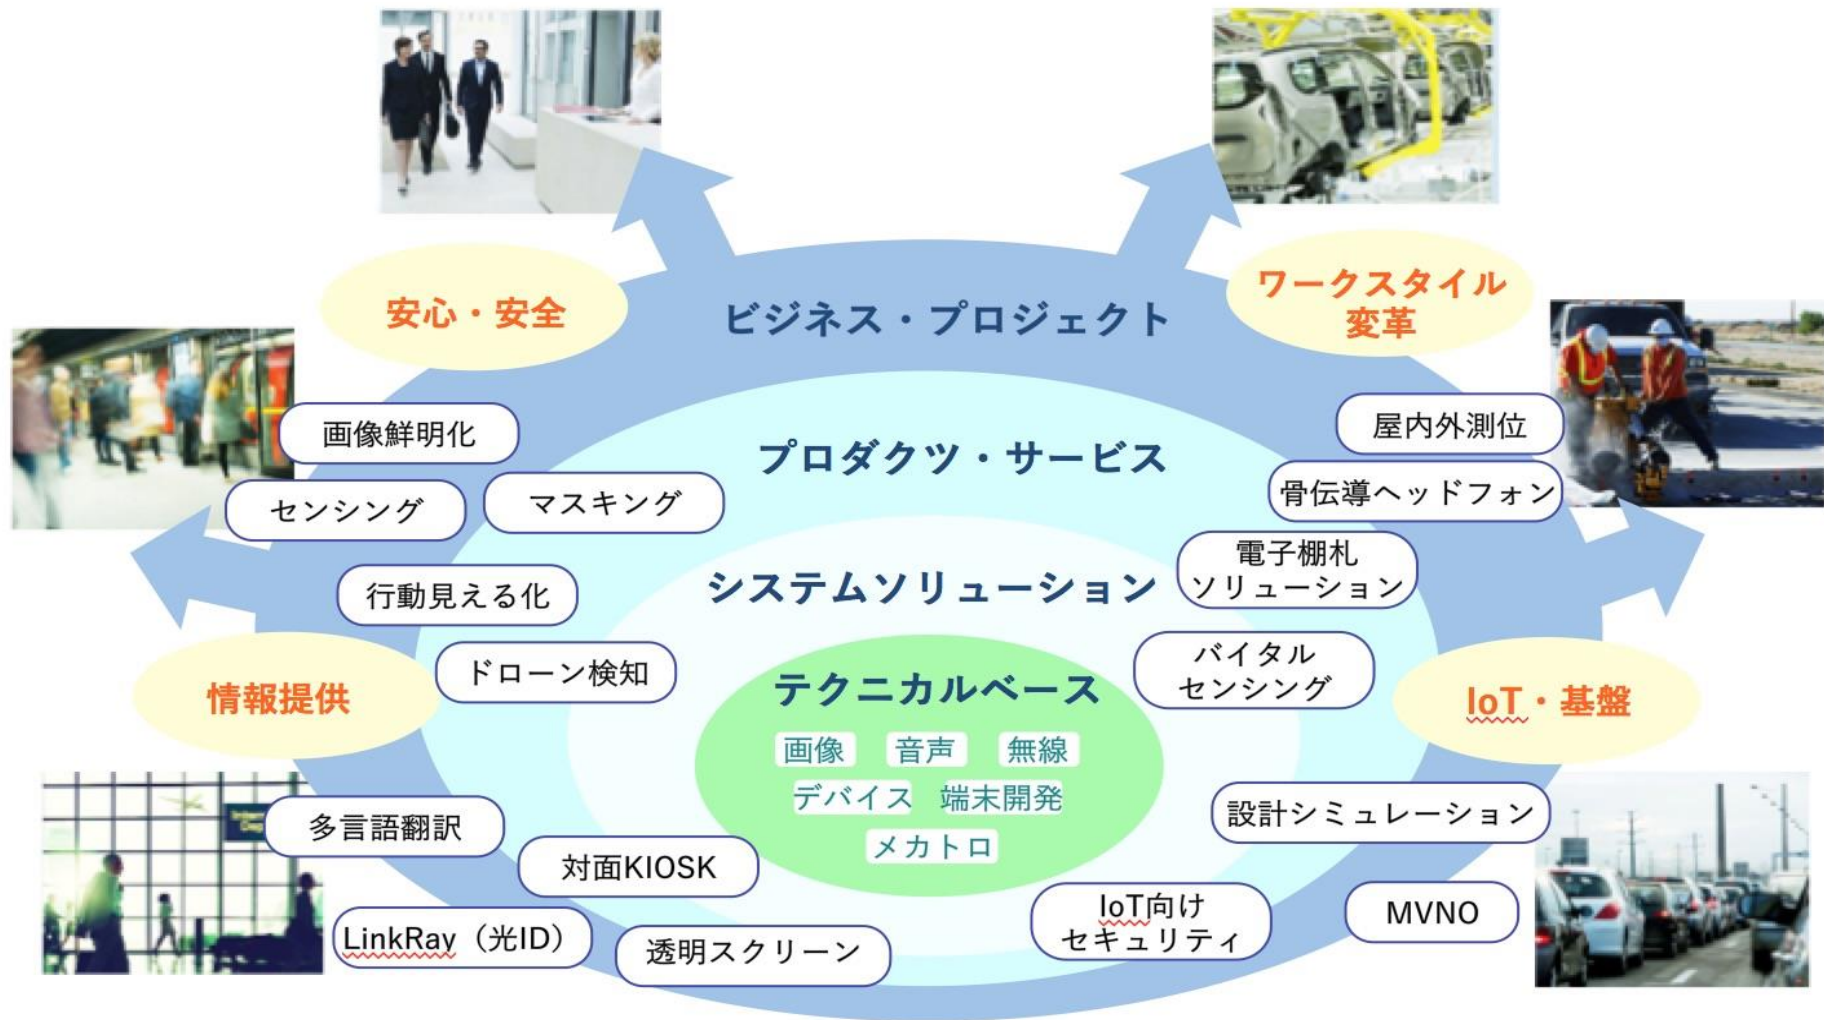 安心・安全
ワークスタイル
変革
ビジネス・プロジェクト
画像鮮明化
屋内外測位
プロダクツ・サービス
センシング
マスキング
骨伝導ヘッドフォン
電子棚札
ソリューション
行動見える化
システムソリューション
ドローン検知
バイタル
センシング
情報提供
テクニカルベース
IoT・基盤
画像 音声 無線
デバイス 端末開発
メカトロ
多言語翻訳
設計シミュレーション
対面KIOSK
LinkRay（光ID）
透明スクリーン
IoT向け
セキュリティ
MVNO